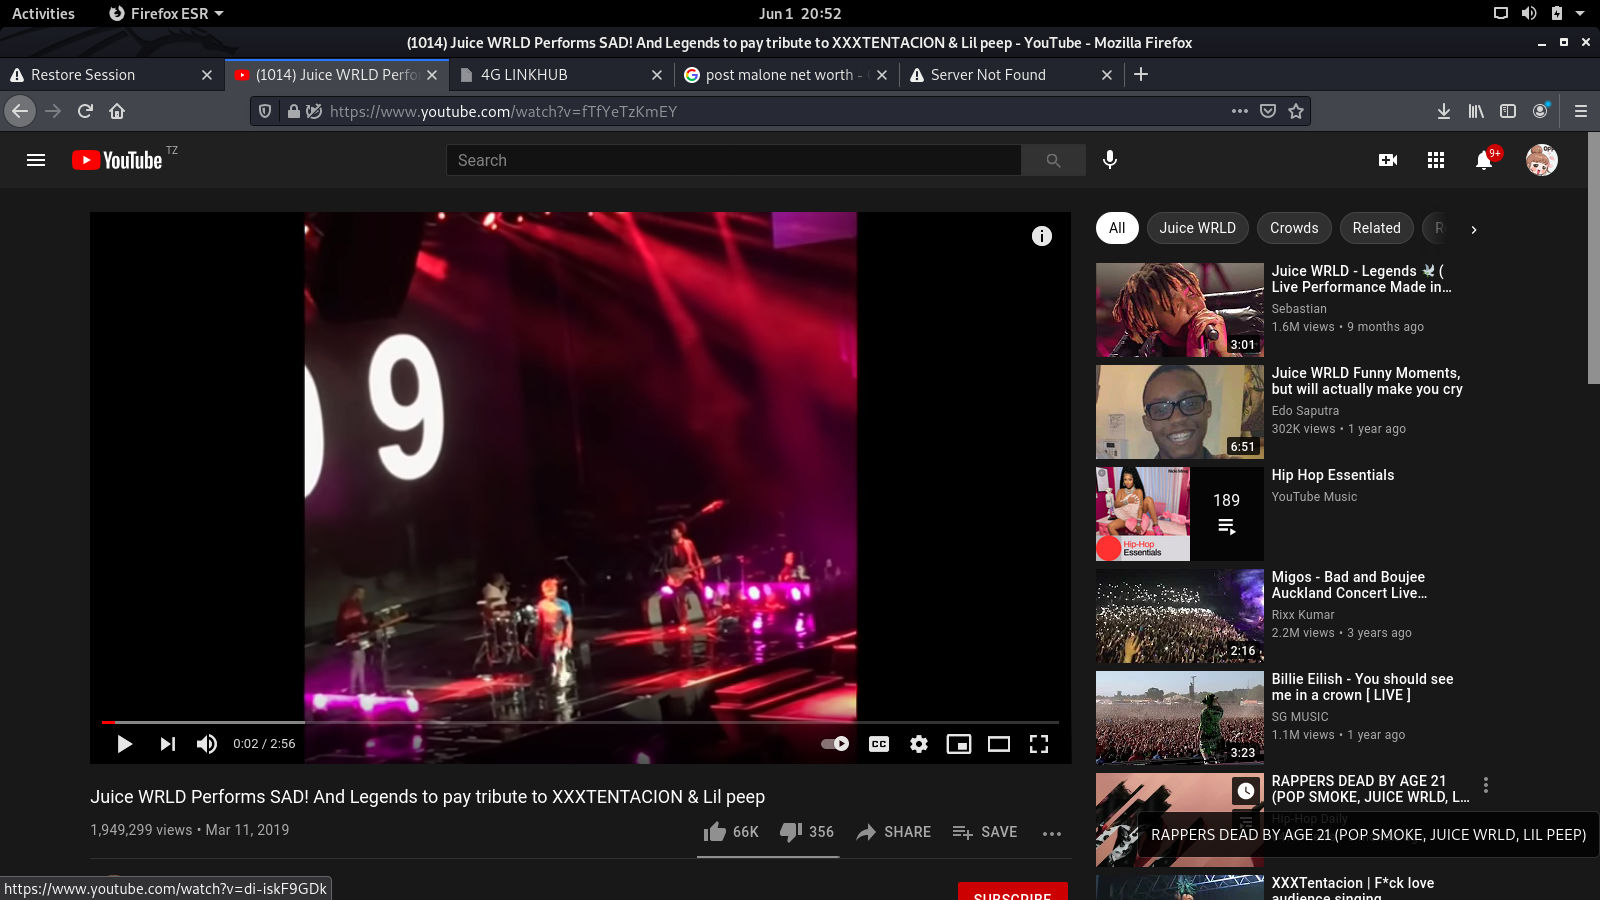 Activities
Firefox ESR
Jun 1 20:52
(1014) Juice WRLD Performs SAD! And Legends to pay tribute to XXXTENTACION & Lil peep - YouTube - Mozilla Firefox
Restore Session
(1014) Juice WRLD Perfo
4G LINKHUB
post malone net worth -
Server Not Found
https://www.youtube.com/watch?v=fTfYeTzKmEY
YouTube
TZ
Search
9+
9
All
Juice WRLD
Crowds
Related
Juice WRLD - Legends 🕊 (
Live Performance Made in…
Sebastian
1.6M views • 9 months ago
3:01
Juice WRLD Funny Moments,
but will actually make you cry
Edo Saputra
302K views • 1 year ago
6:51
Hip Hop Essentials
YouTube Music
189
Hip-Hop
Essentials
Migos - Bad and Boujee
Auckland Concert Live…
Rixx Kumar
2.2M views • 3 years ago
2:16
Billie Eilish - You should see
me in a crown [ LIVE ]
SG MUSIC
1.1M views • 1 year ago
3:23
RAPPERS DEAD BY AGE 21
(POP SMOKE, JUICE WRLD, L…
Hip-Hop Daily
RAPPERS DEAD BY AGE 21 (POP SMOKE, JUICE WRLD, LIL PEEP)
XXXTentacion | F*ck love
audience singing
0:02 / 2:56
CC
Juice WRLD Performs SAD! And Legends to pay tribute to XXXTENTACION & Lil peep
1,949,299 views • Mar 11, 2019
66K
356
SHARE
SAVE
SUBSCRIBE
https://www.youtube.com/watch?v=di-iskF9GDk